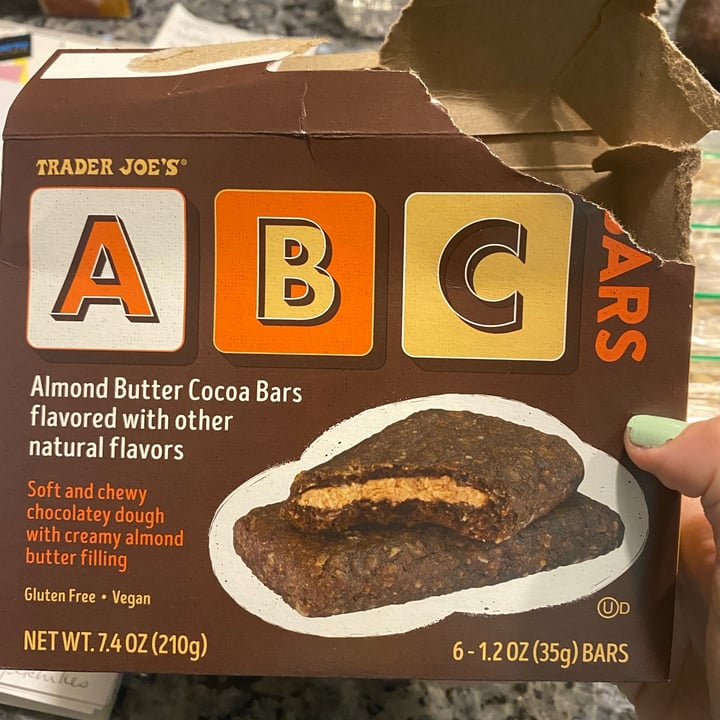 TRADER JOE'S®
A B C
BARS
Almond Butter Cocoa Bars
flavored with other
natural flavors
Soft and chewy
chocolatey dough
with creamy almond
butter filling
Gluten Free • Vegan
NET WT. 7.4 OZ (210g)
6 - 1.2 OZ (35g) BARS
UD